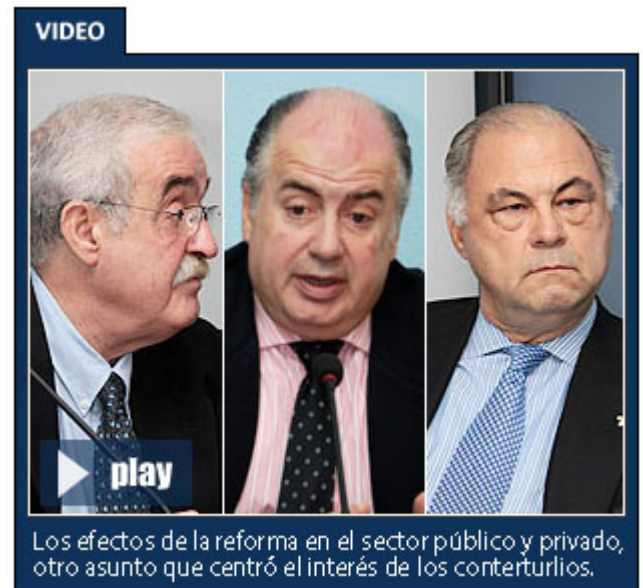 VIDEO
play
Los efectos de la reforma en el sector público y privado,
otro asunto que centró el interés de los conterturlios.